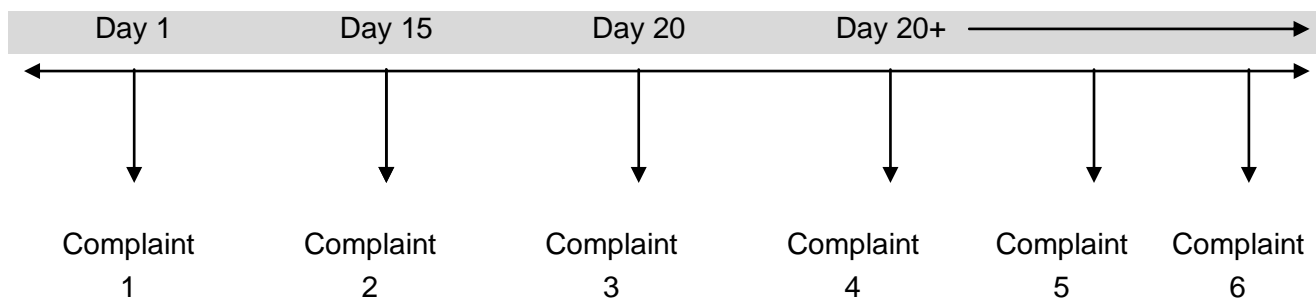 Day 1 Day 15 Day 20 Day 20+
Complaint Complaint Complaint Complaint Complaint Complaint
1 2 3 4 5 6